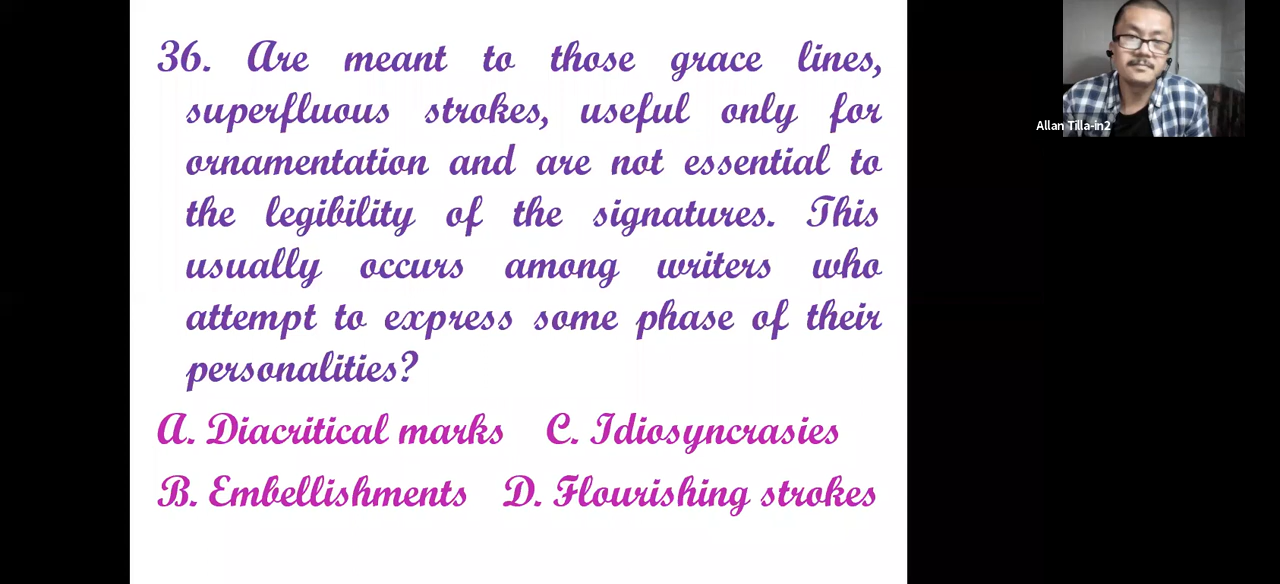 36. Are meant to those grace lines,
superfluous strokes, useful only for
ornamentation and are not essential to
the legibility of the signatures. This
usually occurs among writers who
attempt to express some phase of their
personalities?
A. Diacritical marks C. Idiosyncrasies
B. Embellishments D. Flourishing strokes
Allan Tilla-in2